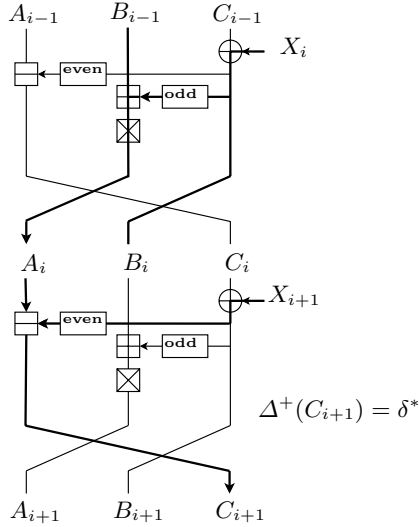 A_{i-1} B_{i-1} C_{i-1}
X_i
even
odd
A_i B_i C_i
X_{i+1}
even
odd
Δ^+(C_{i+1}) = δ^*
A_{i+1} B_{i+1} C_{i+1}